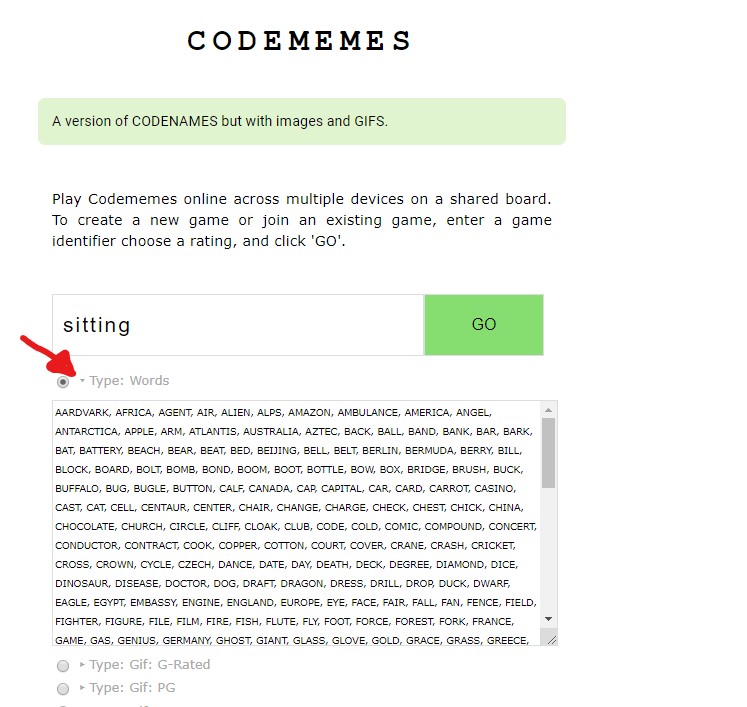 CODEMEMES
A version of CODENAMES but with images and GIFS.
Play Codememes online across multiple devices on a shared board.
To create a new game or join an existing game, enter a game
identifier choose a rating, and click 'GO'.
sitting
GO
Type: Words
AARDVARK, AFRICA, AGENT, AIR, ALIEN, ALPS, AMAZON, AMBULANCE, AMERICA, ANGEL,
ANTARCTICA, APPLE, ARM, ATLANTIS, AUSTRALIA, AZTEC, BACK, BALL, BAND, BANK, BAR, BARK,
BAT, BATTERY, BEACH, BEAR, BEAT, BED, BEIJING, BELL, BELT, BERLIN, BERMUDA, BERRY, BILL,
BLOCK, BOARD, BOLT, BOMB, BOND, BOOM, BOOT, BOTTLE, BOW, BOX, BRIDGE, BRUSH, BUCK,
BUFFALO, BUG, BUGLE, BUTTON, CALF, CANADA, CAP, CAPITAL, CAR, CARD, CARROT, CASINO,
CAST, CAT, CELL, CENTAUR, CENTER, CHAIR, CHANGE, CHARGE, CHECK, CHEST, CHICK, CHINA,
CHOCOLATE, CHURCH, CIRCLE, CLIFF, CLOAK, CLUB, CODE, COLD, COMIC, COMPOUND, CONCERT,
CONDUCTOR, CONTRACT, COOK, COPPER, COTTON, COURT, COVER, CRANE, CRASH, CRICKET,
CROSS, CROWN, CYCLE, CZECH, DANCE, DATE, DAY, DEATH, DECK, DEGREE, DIAMOND, DICE,
DINOSAUR, DISEASE, DOCTOR, DOG, DRAFT, DRAGON, DRESS, DRILL, DROP, DUCK, DWARF,
EAGLE, EGYPT, EMBASSY, ENGINE, ENGLAND, EUROPE, EYE, FACE, FAIR, FALL, FAN, FENCE, FIELD,
FIGHTER, FIGURE, FILE, FILM, FIRE, FISH, FLUTE, FLY, FOOT, FORCE, FOREST, FORK, FRANCE,
GAME, GAS, GENIUS, GERMANY, GHOST, GIANT, GLASS, GLOVE, GOLD, GRACE, GRASS, GREECE,
Type: Gif: G-Rated
Type: Gif: PG